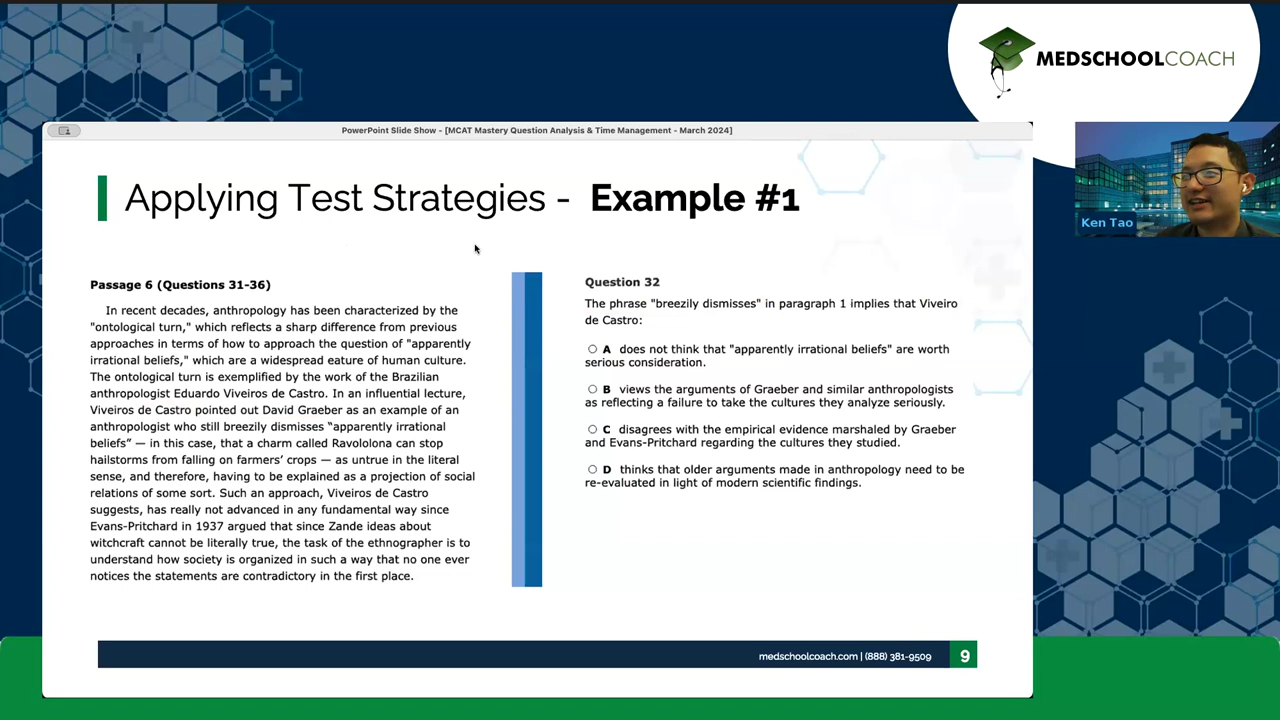 MEDSCHOOLCOACH
PowerPoint Slide Show - [MCAT Mastery Question Analysis & Time Management - March 2024]
Ken Tao
Applying Test Strategies - Example #1
Passage 6 (Questions 31-36)
In recent decades, anthropology has been characterized by the
"ontological turn," which reflects a sharp difference from previous
approaches in terms of how to approach the question of "apparently
irrational beliefs," which are a widespread eature of human culture.
The ontological turn is exemplified by the work of the Brazilian
anthropologist Eduardo Viveiros de Castro. In an influential lecture,
Viveiros de Castro pointed out David Graeber as an example of an
anthropologist who still breezily dismisses “apparently irrational
beliefs” — in this case, that a charm called Ravololona can stop
hailstorms from falling on farmers’ crops — as untrue in the literal
sense, and therefore, having to be explained as a projection of social
relations of some sort. Such an approach, Viveiros de Castro
suggests, has really not advanced in any fundamental way since
Evans-Pritchard in 1937 argued that since Zande ideas about
witchcraft cannot be literally true, the task of the ethnographer is to
understand how society is organized in such a way that no one ever
notices the statements are contradictory in the first place.
Question 32
The phrase "breezily dismisses" in paragraph 1 implies that Viveiro
de Castro:
A does not think that "apparently irrational beliefs" are worth
serious consideration.
B views the arguments of Graeber and similar anthropologists
as reflecting a failure to take the cultures they analyze seriously.
C disagrees with the empirical evidence marshaled by Graeber
and Evans-Pritchard regarding the cultures they studied.
D thinks that older arguments made in anthropology need to be
re-evaluated in light of modern scientific findings.
medschoolcoach.com | (888) 381-9509
9